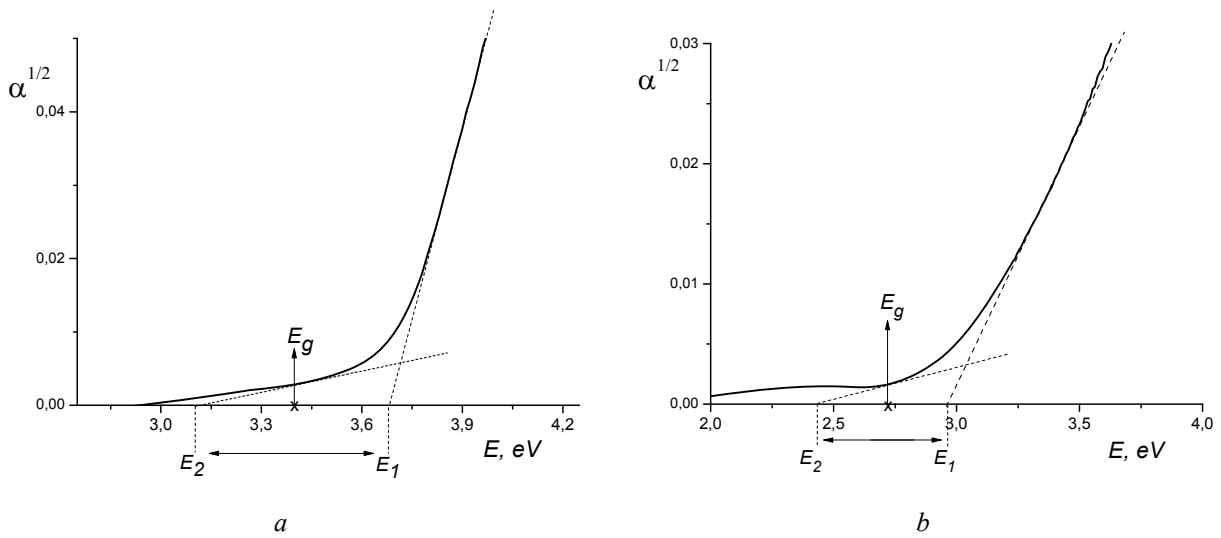 α^1/2
0,04
0,02
0,00
E_g
3,0 3,3 3,6 3,9 4,2
E_2 E_1 E, eV
a
α^1/2
0,03
0,02
0,01
0,00
E_g
2,0 2,5 3,0 3,5 4,0
E_2 E_1 E, eV
b